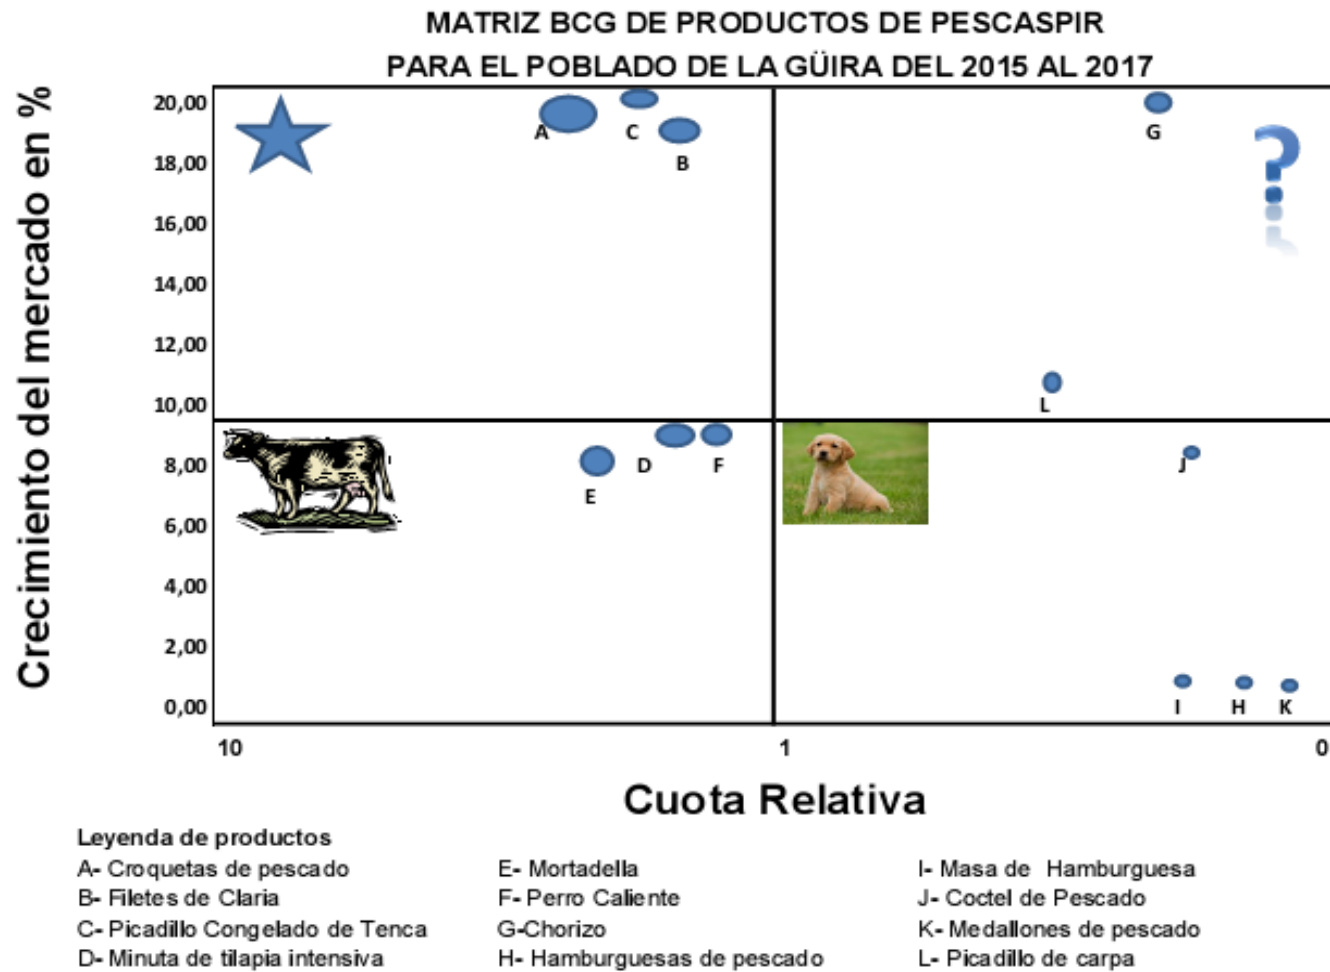 MATRIZ BCG DE PRODUCTOS DE PESCASPIR
PARA EL POBLADO DE LA GÜIRA DEL 2015 AL 2017
Crecimiento del mercado en %
20,00
18,00
16,00
14,00
12,00
10,00
8,00
6,00
4,00
2,00
0,00
A
C
B
G
?
L
E
D
F
J
I
H
K
10
1
0
Cuota Relativa
Leyenda de productos
A- Croquetas de pescado
B- Filetes de Claria
C- Picadillo Congelado de Tenca
D- Minuta de tilapia intensiva
E- Mortadella
F- Perro Caliente
G-Chorizo
H- Hamburguesas de pescado
I- Masa de Hamburguesa
J- Coctel de Pescado
K- Medallones de pescado
L- Picadillo de carpa